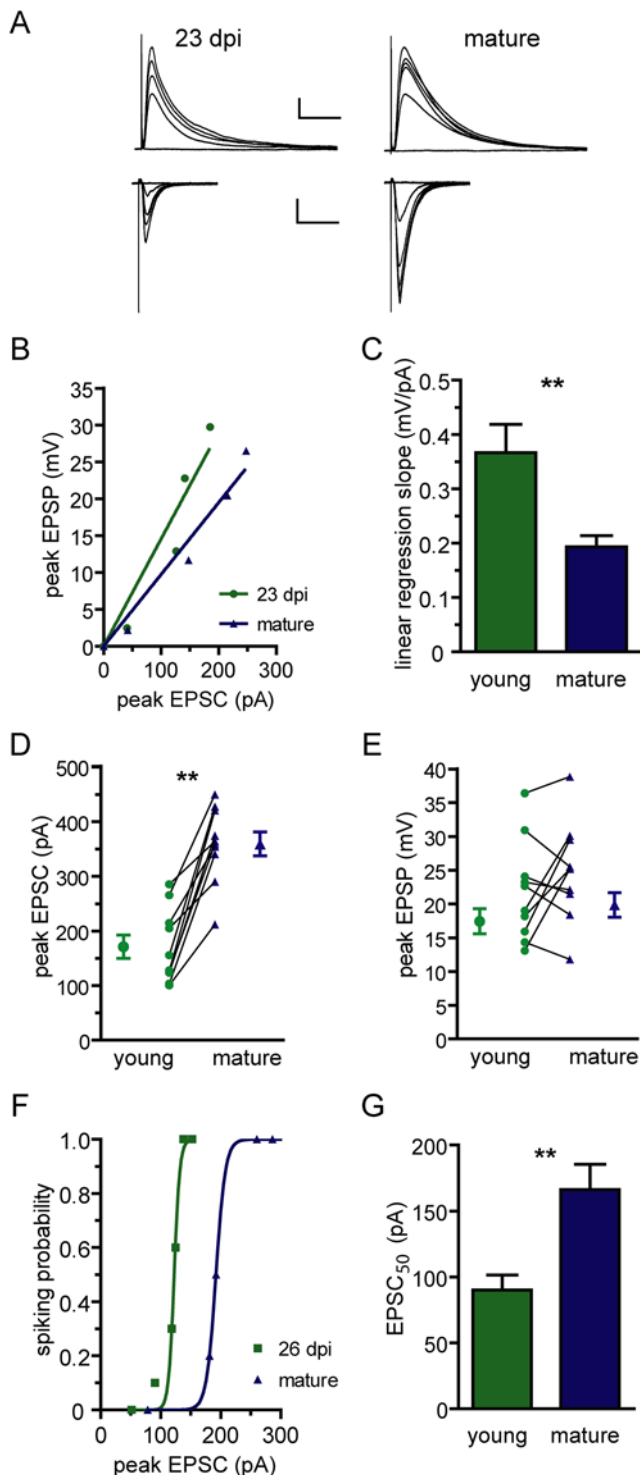 A
23 dpi
mature
B
peak EPSP (mV)
35
30
25
20
15
10
5
0
0
100
200
300
peak EPSC (pA)
23 dpi
mature
C
linear regression slope (mV/pA)
0.5
0.4
0.3
0.2
0.1
0
**
young
mature
D
peak EPSC (pA)
500
400
300
200
100
0
**
young
mature
E
peak EPSP (mV)
40
35
30
25
20
15
10
5
0
young
mature
F
spiking probability
1.0
0.8
0.6
0.4
0.2
0
0
100
200
300
peak EPSC (pA)
26 dpi
mature
G
EPSC50 (pA)
200
150
100
50
0
**
young
mature